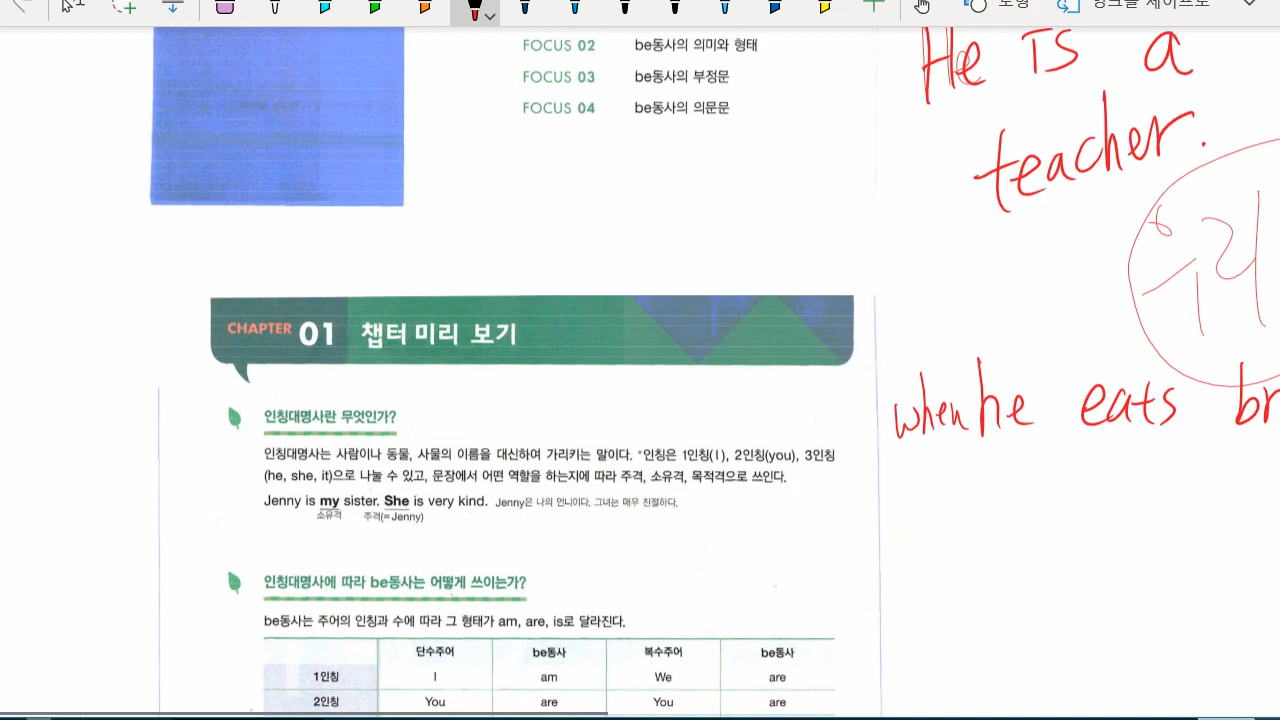 도형
잉크를 셰이프로
FOCUS 02 be동사의 의미와 형태
FOCUS 03 be동사의 부정문
FOCUS 04 be동사의 의문문
He is a
teacher.
CHAPTER 01 챕터 미리 보기
when he eats br
인칭대명사란 무엇인가?
인칭대명사는 사람이나 동물, 사물의 이름을 대신하여 가리키는 말이다. *인칭은 1인칭(I), 2인칭(you), 3인칭
(he, she, it)으로 나눌 수 있고, 문장에서 어떤 역할을 하는지에 따라 주격, 소유격, 목적격으로 쓰인다.
Jenny is my sister. She is very kind. Jenny은 나의 언니이다. 그녀는 매우 친절하다.
소유격 주격(=Jenny)
인칭대명사에 따라 be동사는 어떻게 쓰이는가?
be동사는 주어의 인칭과 수에 따라 그 형태가 am, are, is로 달라진다.
단수주어 be동사 복수주어 be동사
1인칭 I am We are
2인칭 You are You are